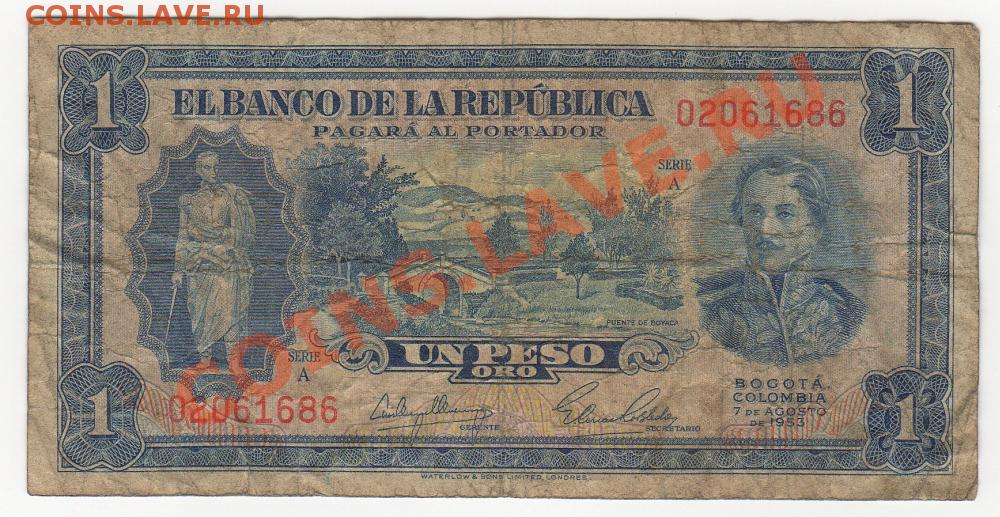 COINS.LAVE.RU
1 1
EL BANCO DE LA REPÚBLICA
PAGARÁ AL PORTADOR
02061686
SERIE
A
PUENTE DE BOYACA
UN PESO
ORO
SERIE
A
02061686
GERENTE
SECRETARIO
BOGOTÁ,
COLOMBIA
7 DE AGOSTO
DE 1953
1 1
WATERLOW & SONS LIMITED, LONDRES.
COINS.LAVE.RU